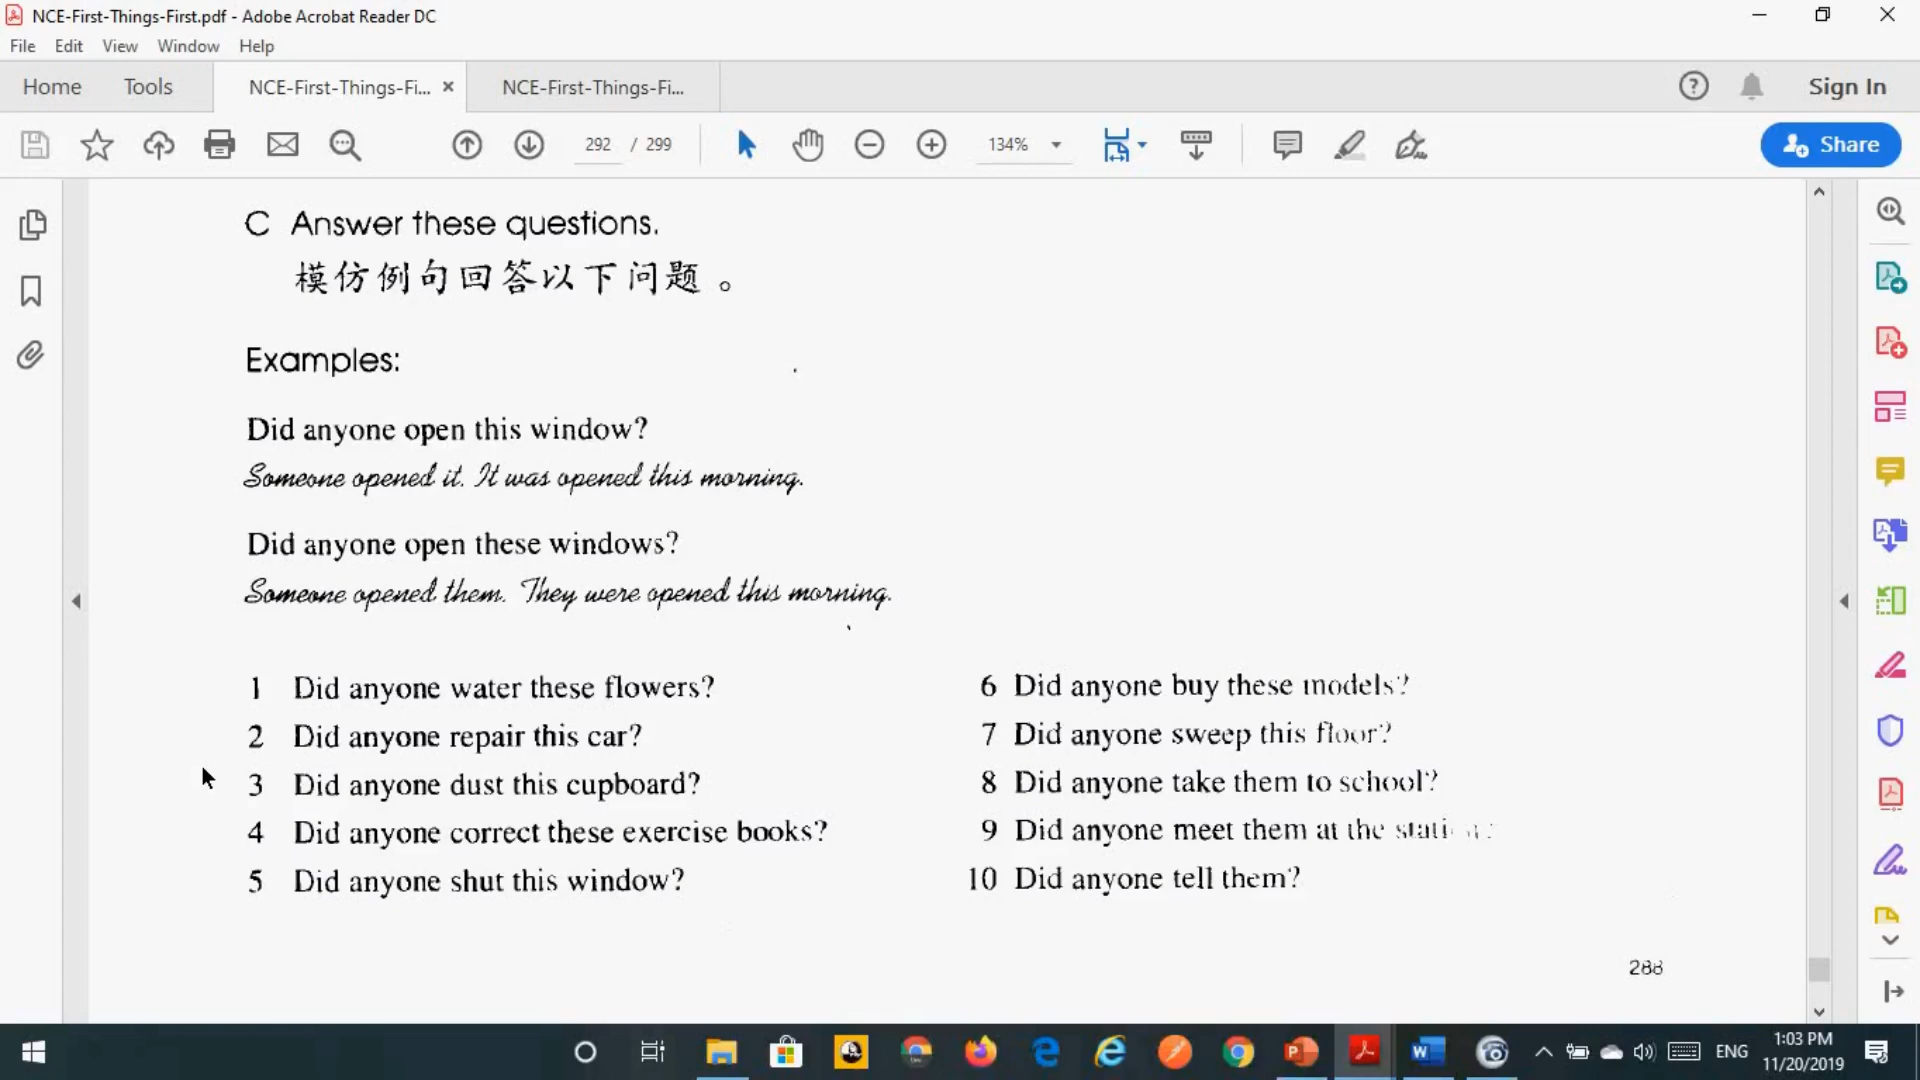 NCE-First-Things-First.pdf - Adobe Acrobat Reader DC
File Edit View Window Help
Home Tools NCE-First-Things-Fi... × NCE-First-Things-Fi... Sign In
292 / 299 134% Share
C Answer these questions.
模仿例句回答以下问题。
Examples:
Did anyone open this window?
Someone opened it. It was opened this morning.
Did anyone open these windows?
Someone opened them. They were opened this morning.
1 Did anyone water these flowers?
2 Did anyone repair this car?
3 Did anyone dust this cupboard?
4 Did anyone correct these exercise books?
5 Did anyone shut this window?
6 Did anyone buy these models?
7 Did anyone sweep this floor?
8 Did anyone take them to school?
9 Did anyone meet them at the
10 Did anyone tell them?
288
ENG 1:03 PM
11/20/2019